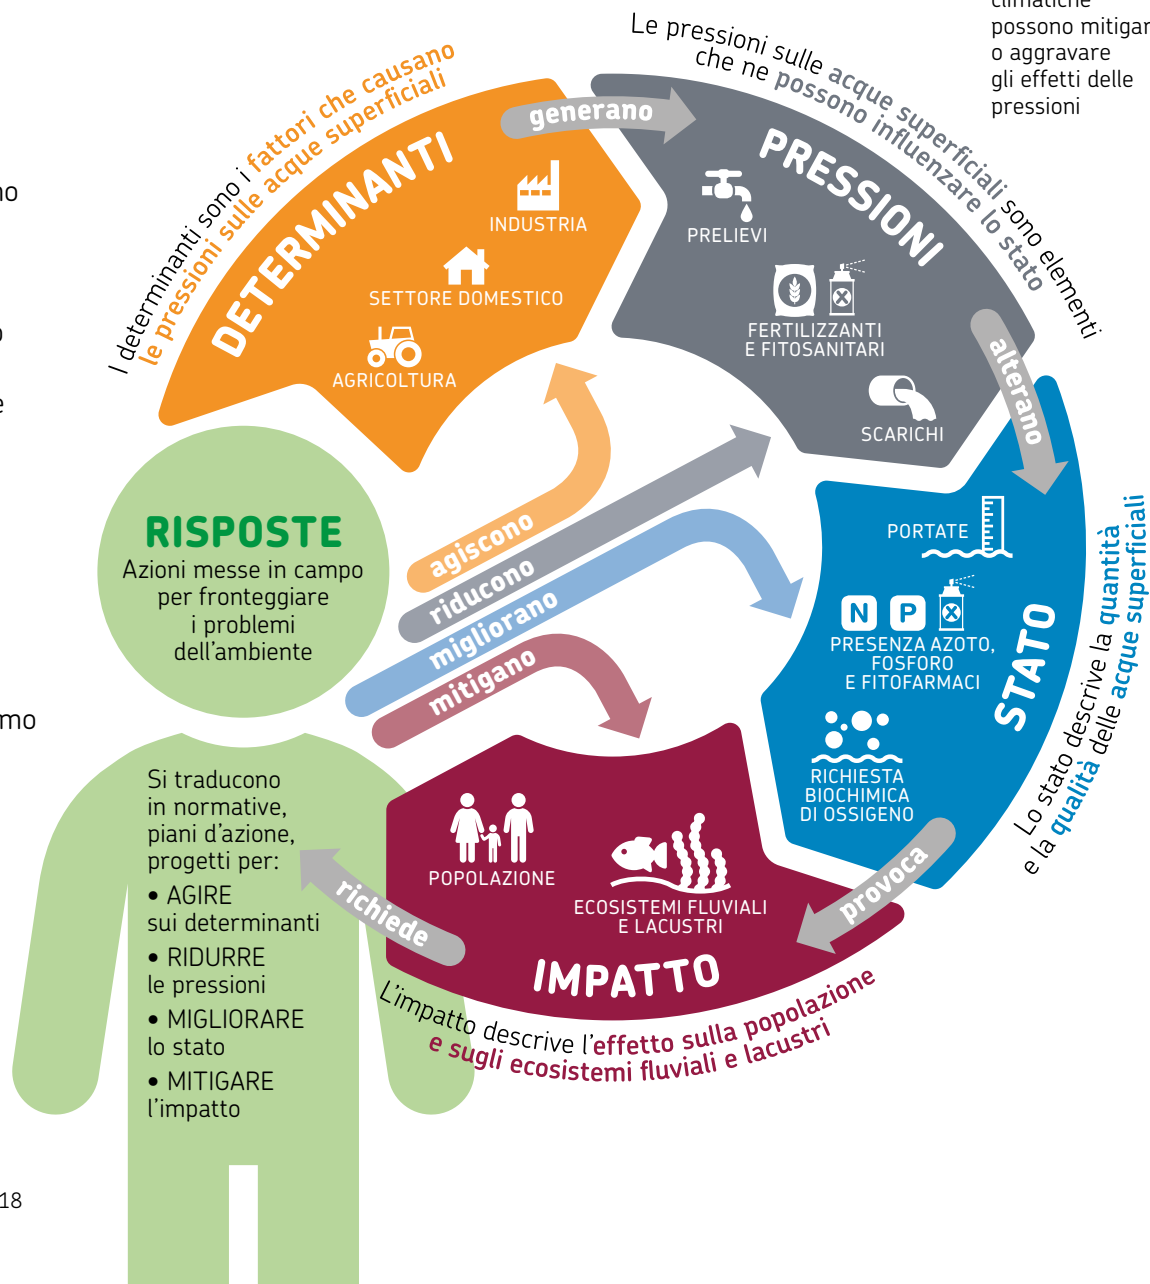 climatiche
possono mitigar
o aggravare
gli effetti delle
pressioni
I determinanti sono i fattori che causano
le pressioni sulle acque superficiali
DETERMINANTI
INDUSTRIA
SETTORE DOMESTICO
AGRICOLTURA
generano
Le pressioni sulle acque superficiali sono elementi
che ne possono influenzare lo stato
PRESSIONI
PRELIEVI
FERTILIZZANTI
E FITOSANITARI
SCARICHI
alterano
STATO
PORTATE
N P
PRESENZA AZOTO,
FOSFORO
E FITOFARMACI
RICHIESTA
BIOCHIMICA
DI OSSIGENO
Lo stato descrive la quantità
e la qualità delle acque superficiali
provoca
POPOLAZIONE
ECOSISTEMI FLUVIALI
E LACUSTRI
IMPATTO
L'impatto descrive l'effetto sulla popolazione
e sugli ecosistemi fluviali e lacustri
richiede
RISPOSTE
Azioni messe in campo
per fronteggiare
i problemi
dell'ambiente
agiscono
riducono
migliorano
mitigano
Si traducono
in normative,
piani d'azione,
progetti per:
• AGIRE
sui determinanti
• RIDURRE
le pressioni
• MIGLIORARE
lo stato
• MITIGARE
l'impatto
18